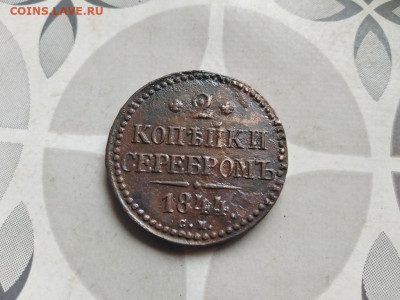 COINS.LAVE.RU
2
КОПѢЙКИ
СЕРЕБРОМЪ
1844
С.М.